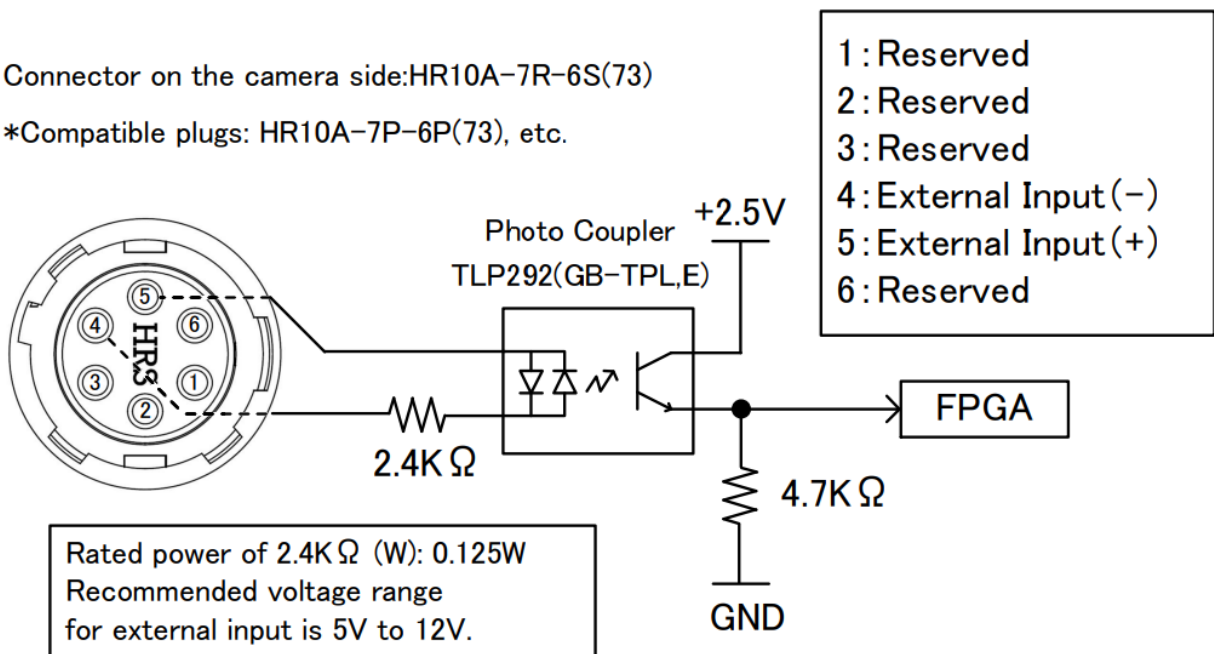 Connector on the camera side:HR10A-7R-6S(73)
*Compatible plugs: HR10A-7P-6P(73), etc.
1:Reserved
2:Reserved
3:Reserved
4:External Input(-)
5:External Input(+)
6:Reserved
+2.5V
Photo Coupler
TLP292(GB-TPL,E)
5
4
6
HRS
3
1
2
FPGA
2.4KΩ
4.7KΩ
GND
Rated power of 2.4KΩ (W): 0.125W
Recommended voltage range
for external input is 5V to 12V.